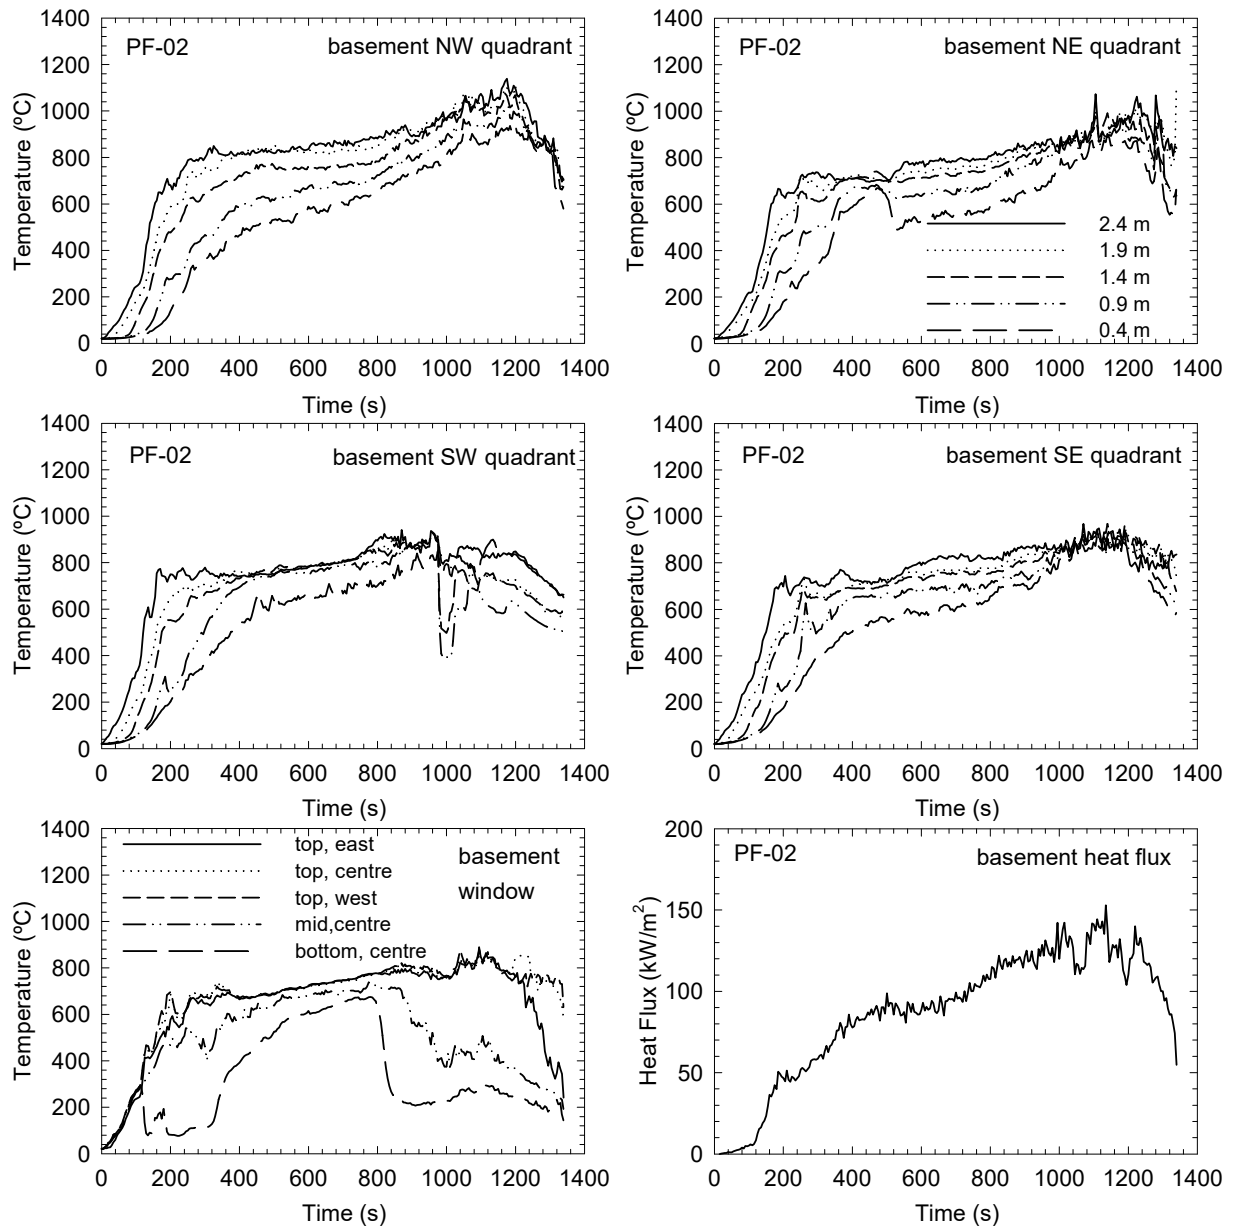 PF-02 basement NW quadrant
1400
1200
1000
800
600
400
200
0
Temperature (ºC)
0 200 400 600 800 1000 1200 1400
Time (s)
PF-02 basement NE quadrant
1400
1200
1000
800
600
400
200
0
Temperature (ºC)
2.4 m
1.9 m
1.4 m
0.9 m
0.4 m
0 200 400 600 800 1000 1200 1400
Time (s)
PF-02 basement SW quadrant
1400
1200
1000
800
600
400
200
0
Temperature (ºC)
0 200 400 600 800 1000 1200 1400
Time (s)
PF-02 basement SE quadrant
1400
1200
1000
800
600
400
200
0
Temperature (ºC)
0 200 400 600 800 1000 1200 1400
Time (s)
1400
1200
1000
800
600
400
200
0
Temperature (ºC)
top, east
top, centre
top, west
mid,centre
bottom, centre
basement
window
0 200 400 600 800 1000 1200 1400
Time (s)
PF-02 basement heat flux
200
150
100
50
0
Heat Flux (kW/m²)
0 200 400 600 800 1000 1200 1400
Time (s)